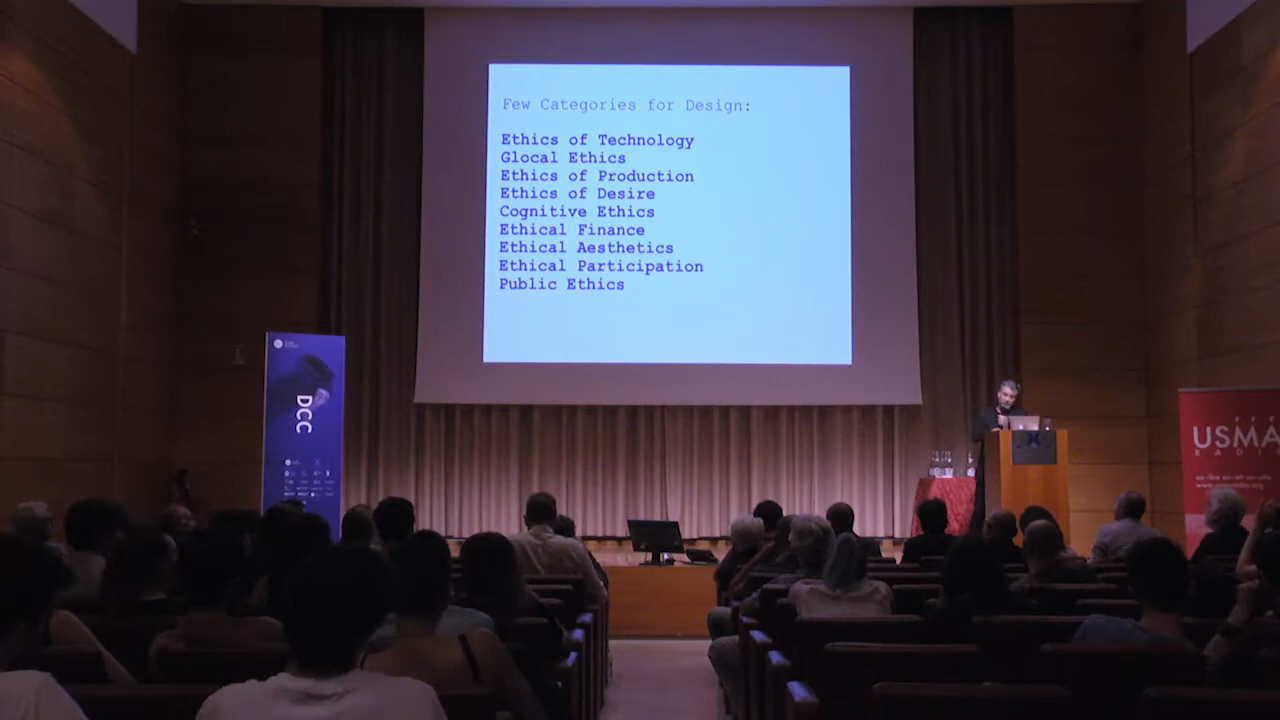 Few Categories for Design:
Ethics of Technology
Glocal Ethics
Ethics of Production
Ethics of Desire
Cognitive Ethics
Ethical Finance
Ethical Aesthetics
Ethical Participation
Public Ethics
DCC
USMA